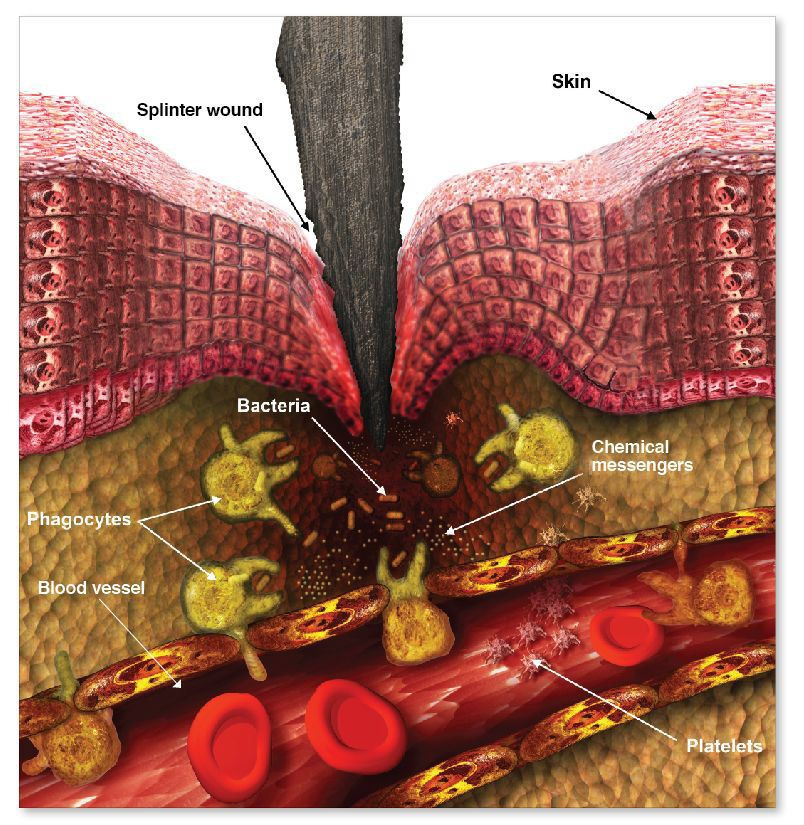 Skin
Splinter wound
Bacteria
Chemical
messengers
Phagocytes
Blood vessel
Platelets